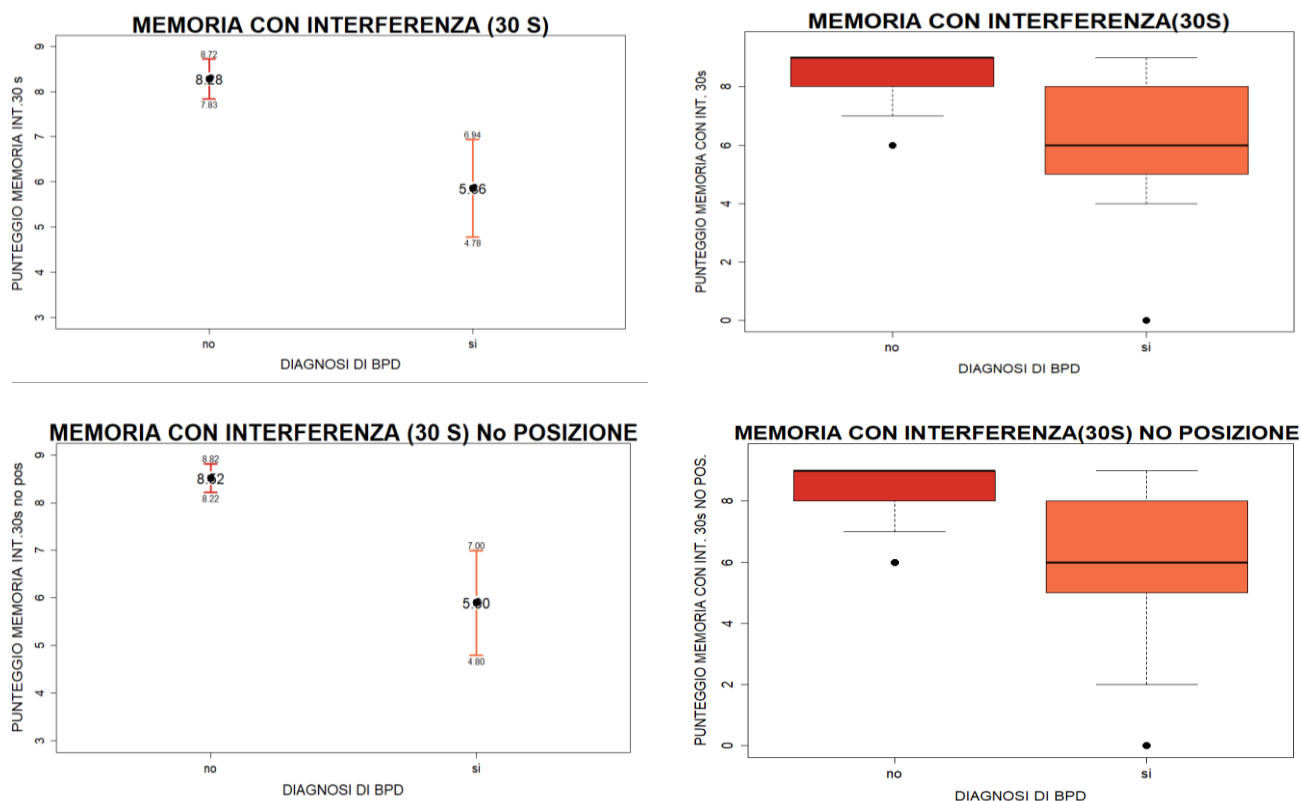 MEMORIA CON INTERFERENZA (30 S)
PUNTEGGIO MEMORIA INT.30 s
9
8
7
6
5
4
3
8.72
8.28
7.83
6.94
4.78
no
si
DIAGNOSI DI BPD
MEMORIA CON INTERFERENZA(30S)
PUNTEGGIO MEMORIA CON INT. 30s
8
6
4
2
0
no
si
DIAGNOSI DI BPD
MEMORIA CON INTERFERENZA (30 S) No POSIZIONE
PUNTEGGIO MEMORIA INT.30s no pos
9
8
7
6
5
4
3
8.82
8.52
8.22
7.00
4.80
no
si
DIAGNOSI DI BPD
MEMORIA CON INTERFERENZA(30S) NO POSIZIONE
PUNTEGGIO MEMORIA CON INT. 30s NO POS.
8
6
4
2
0
no
si
DIAGNOSI DI BPD